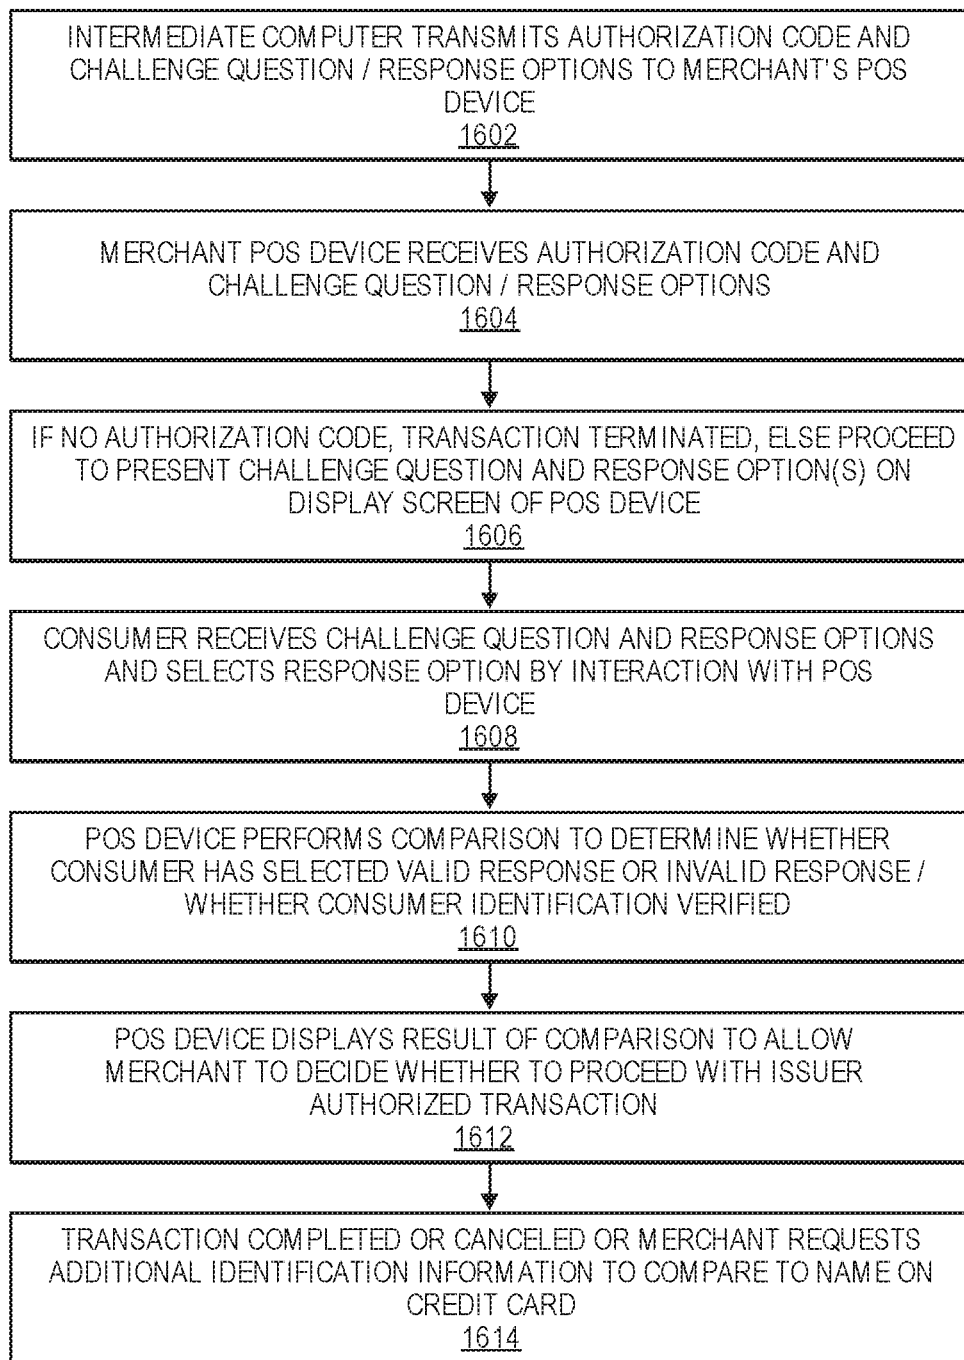 INTERMEDIATE COMPUTER TRANSMITS AUTHORIZATION CODE AND
CHALLENGE QUESTION / RESPONSE OPTIONS TO MERCHANT'S POS
DEVICE
1602
MERCHANT POS DEVICE RECEIVES AUTHORIZATION CODE AND
CHALLENGE QUESTION / RESPONSE OPTIONS
1604
IF NO AUTHORIZATION CODE, TRANSACTION TERMINATED, ELSE PROCEED
TO PRESENT CHALLENGE QUESTION AND RESPONSE OPTION(S) ON
DISPLAY SCREEN OF POS DEVICE
1606
CONSUMER RECEIVES CHALLENGE QUESTION AND RESPONSE OPTIONS
AND SELECTS RESPONSE OPTION BY INTERACTION WITH POS
DEVICE
1608
POS DEVICE PERFORMS COMPARISON TO DETERMINE WHETHER
CONSUMER HAS SELECTED VALID RESPONSE OR INVALID RESPONSE /
WHETHER CONSUMER IDENTIFICATION VERIFIED
1610
POS DEVICE DISPLAYS RESULT OF COMPARISON TO ALLOW
MERCHANT TO DECIDE WHETHER TO PROCEED WITH ISSUER
AUTHORIZED TRANSACTION
1612
TRANSACTION COMPLETED OR CANCELED OR MERCHANT REQUESTS
ADDITIONAL IDENTIFICATION INFORMATION TO COMPARE TO NAME ON
CREDIT CARD
1614